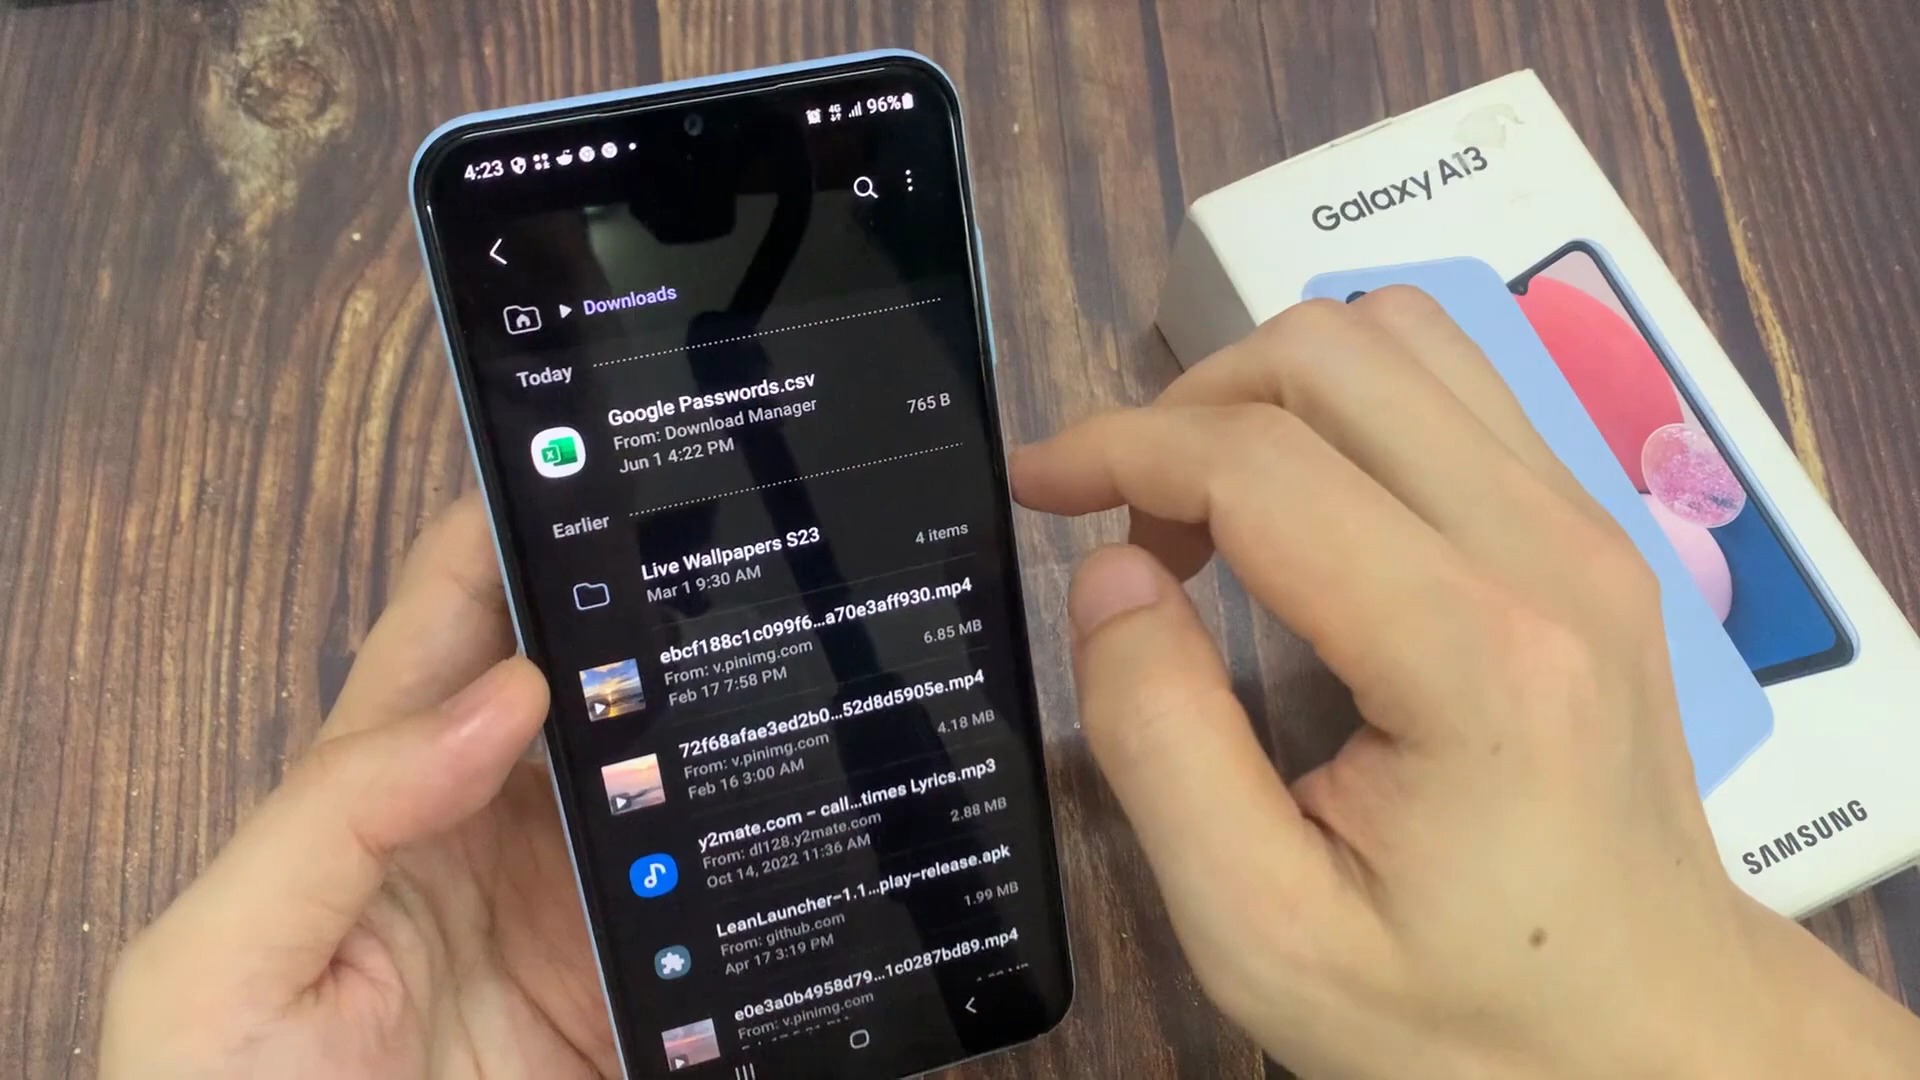 4:23
4G
96%
Downloads
Today
Google Passwords.csv
From: Download Manager
Jun 1 4:22 PM
765 B
Earlier
Live Wallpapers S23
Mar 1 9:30 AM
4 items
ebcf188c1c099f6...a70e3aff930.mp4
From: v.pinimg.com
Feb 17 7:58 PM
6.85 MB
72f68afae3ed2b0...52d8d5905e.mp4
From: v.pinimg.com
Feb 16 3:00 AM
4.18 MB
y2mate.com - call...times Lyrics.mp3
From: dl128.y2mate.com
Oct 14, 2022 11:36 AM
2.88 MB
LeanLauncher-1.1...play-release.apk
From: github.com
Apr 17 3:19 PM
1.99 MB
e0e3a0b4958d79...1c0287bd89.mp4
From: v.pinimg.com
Galaxy A13
SAMSUNG